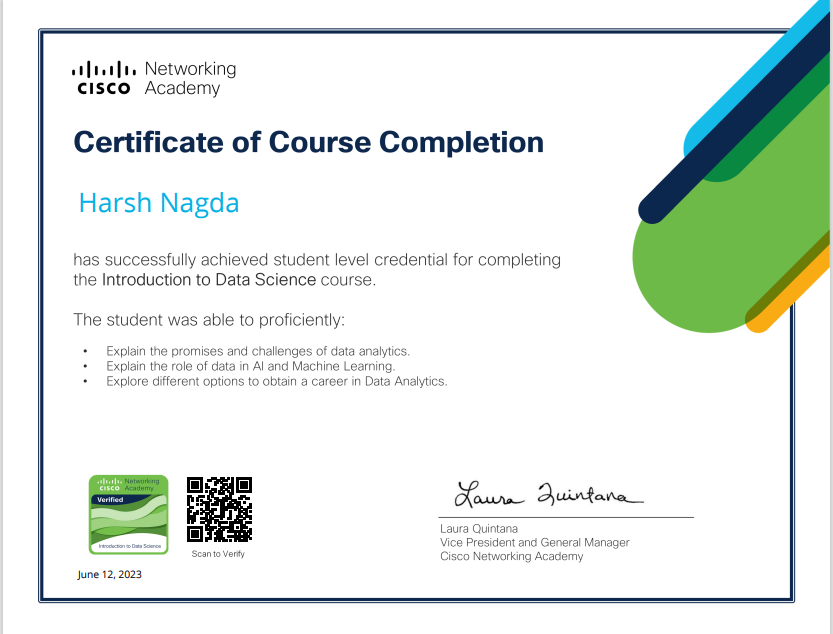 Networking
CISCO Academy
Certificate of Course Completion
Harsh Nagda
has successfully achieved student level credential for completing
the Introduction to Data Science course.
The student was able to proficiently:
• Explain the promises and challenges of data analytics.
• Explain the role of data in AI and Machine Learning.
• Explore different options to obtain a career in Data Analytics.
Networking
CISCO Academy
Verified
Introduction to Data Science
Scan to Verify
June 12, 2023
Laura Quintana
Laura Quintana
Vice President and General Manager
Cisco Networking Academy